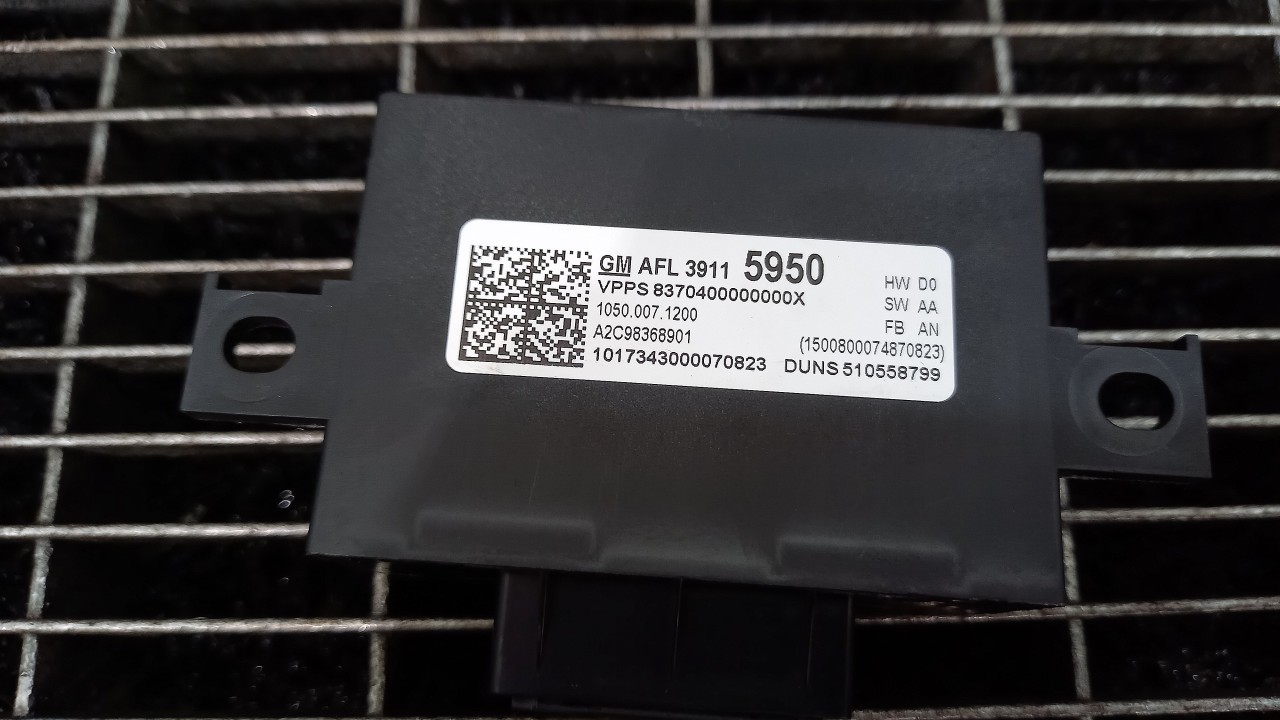 GM AFL 3911 5950
VPPS 8370400000000X
1050.007.1200
A2C98368901
1017343000070823
HW D0
SW AA
FB AN
(1500800074870823)
DUNS 510558799